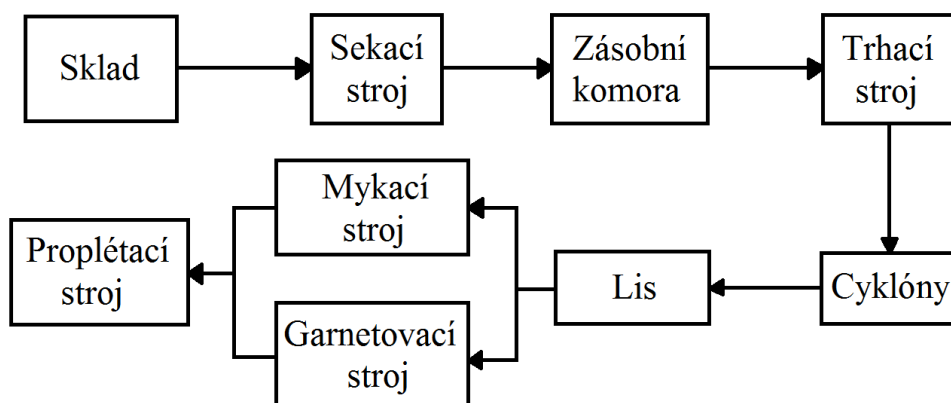 Sklad
Sekací
stroj
Zásobní
komora
Trhací
stroj
Mykací
stroj
Proplétací
stroj
Garnetovací
stroj
Lis
Cyklóny